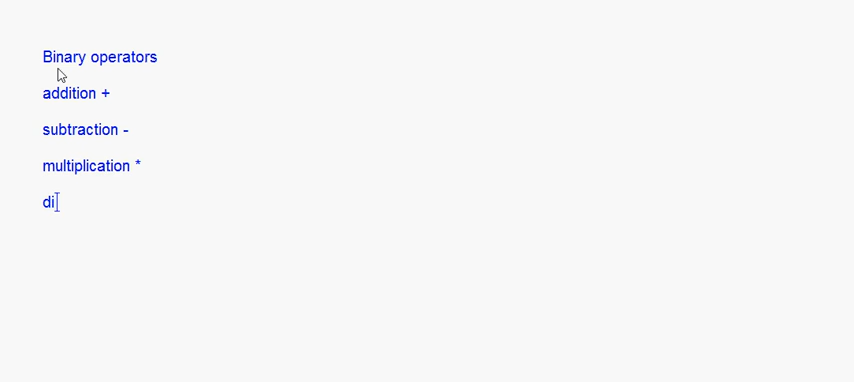 Binary operators
addition +
subtraction -
multiplication *
di